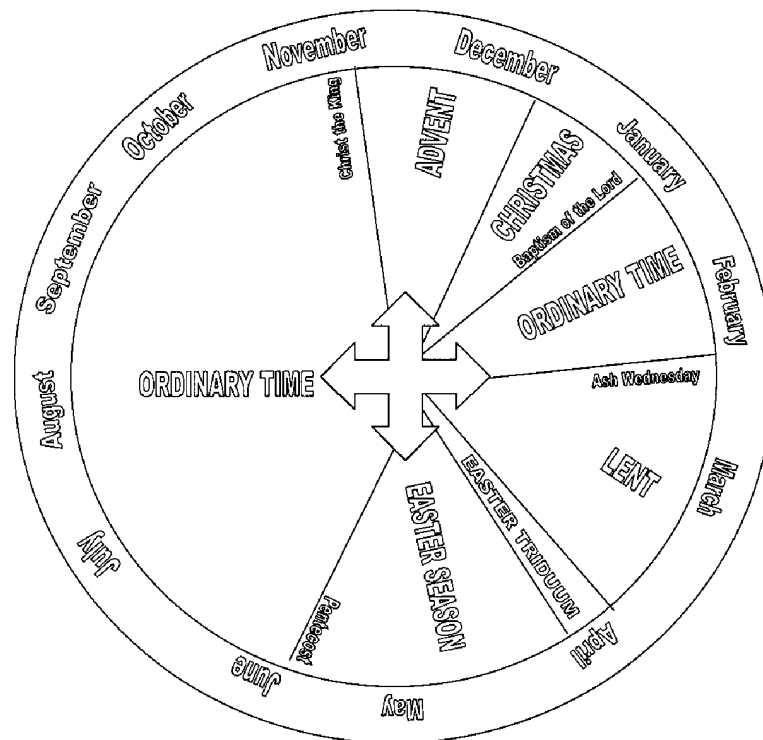 November
December
January
February
March
April
May
June
July
August
September
October
Christ the King
ADVENT
CHRISTMAS
Baptism of the Lord
ORDINARY TIME
Ash Wednesday
LENT
EASTER TRIDUUM
EASTER SEASON
Pentecost
ORDINARY TIME